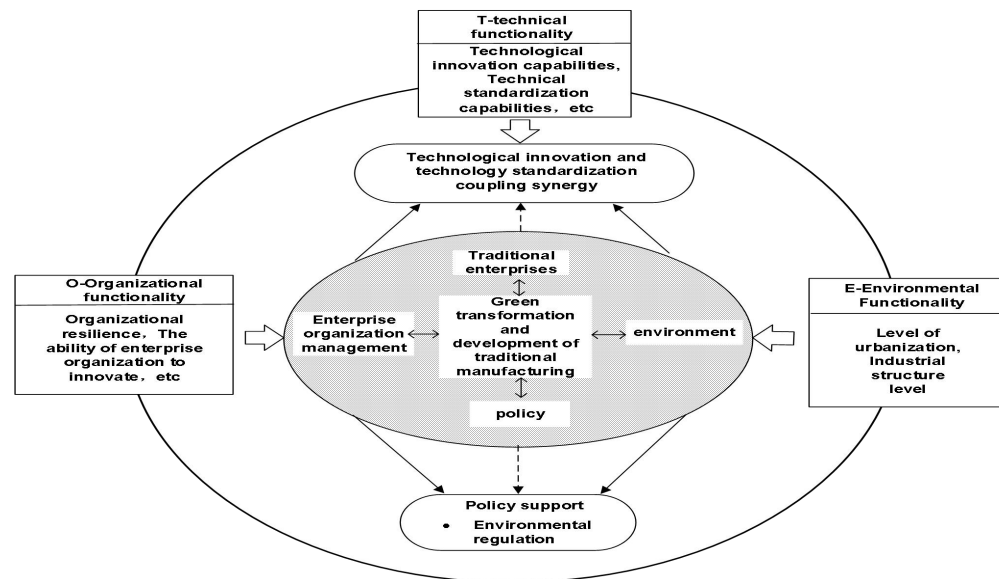 T-technical
functionality
Technological
innovation capabilities,
Technical
standardization
capabilities，etc
Technological innovation and
technology standardization
coupling synergy
Traditional
enterprises
O-Organizational
functionality
Organizational
resilience，The
ability of enterprise
organization to
innovate，etc
Enterprise
organization
management
Green
transformation
and
development of
traditional
manufacturing
environment
E-Environmental
Functionality
Level of
urbanization,
Industrial
structure
level
policy
Policy support
• Environmental
regulation